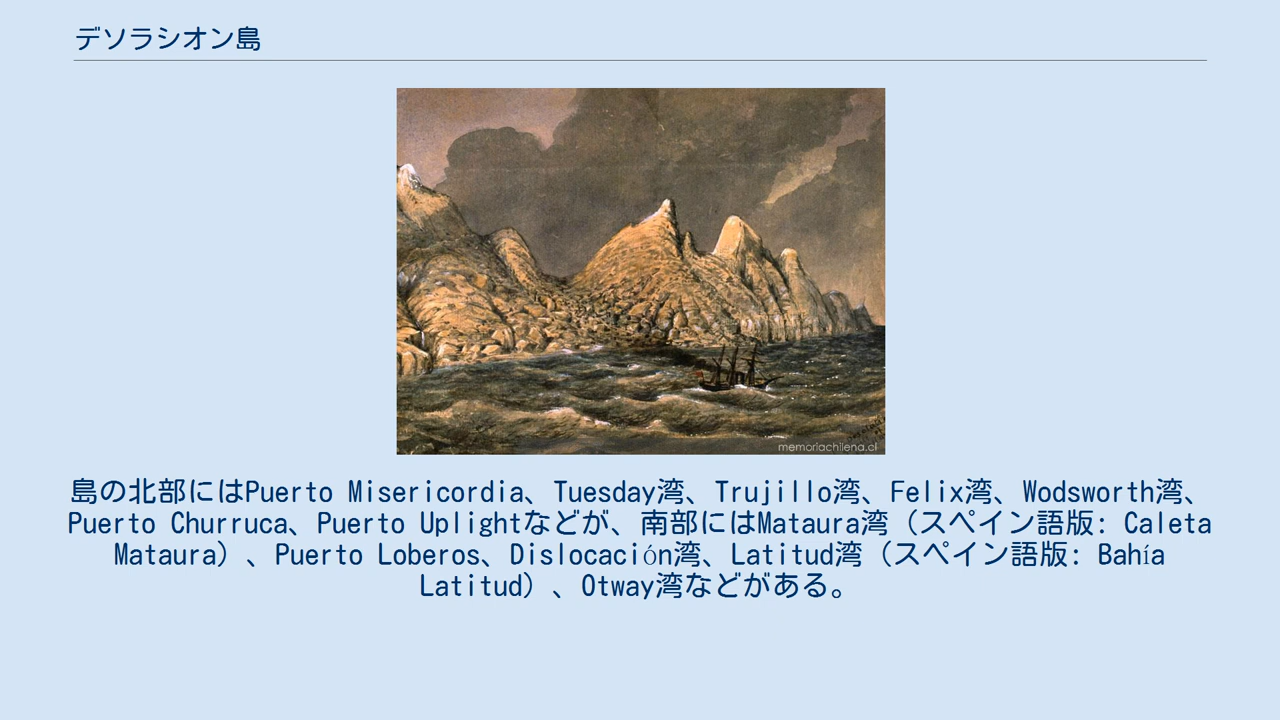 デソラシオン島
memoriachilena.cl
島の北部にはPuerto Misericordia、Tuesday湾、Trujillo湾、Felix湾、Wodsworth湾、
Puerto Churruca、Puerto Uplightなどが、南部にはMataura湾（スペイン語版: Caleta
Mataura）、Puerto Loberos、Dislocación湾、Latitud湾（スペイン語版: Bahía
Latitud）、Otway湾などがある。